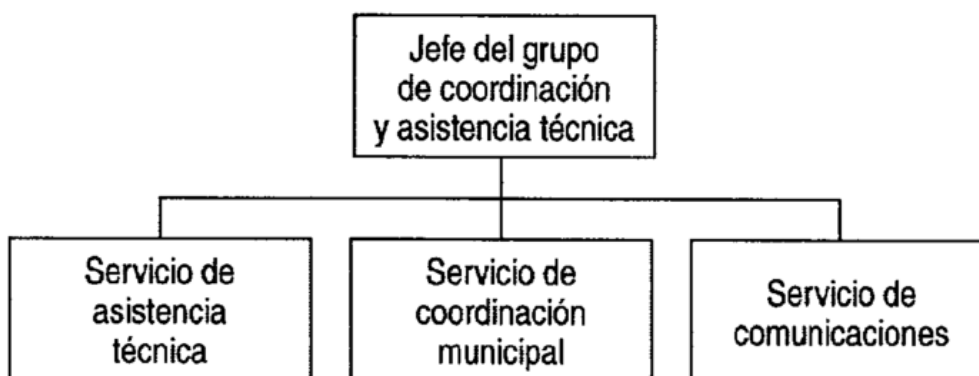 Jefe del grupo
de coordinación
y asistencia técnica
Servicio de
asistencia
técnica
Servicio de
coordinación
municipal
Servicio de
comunicaciones